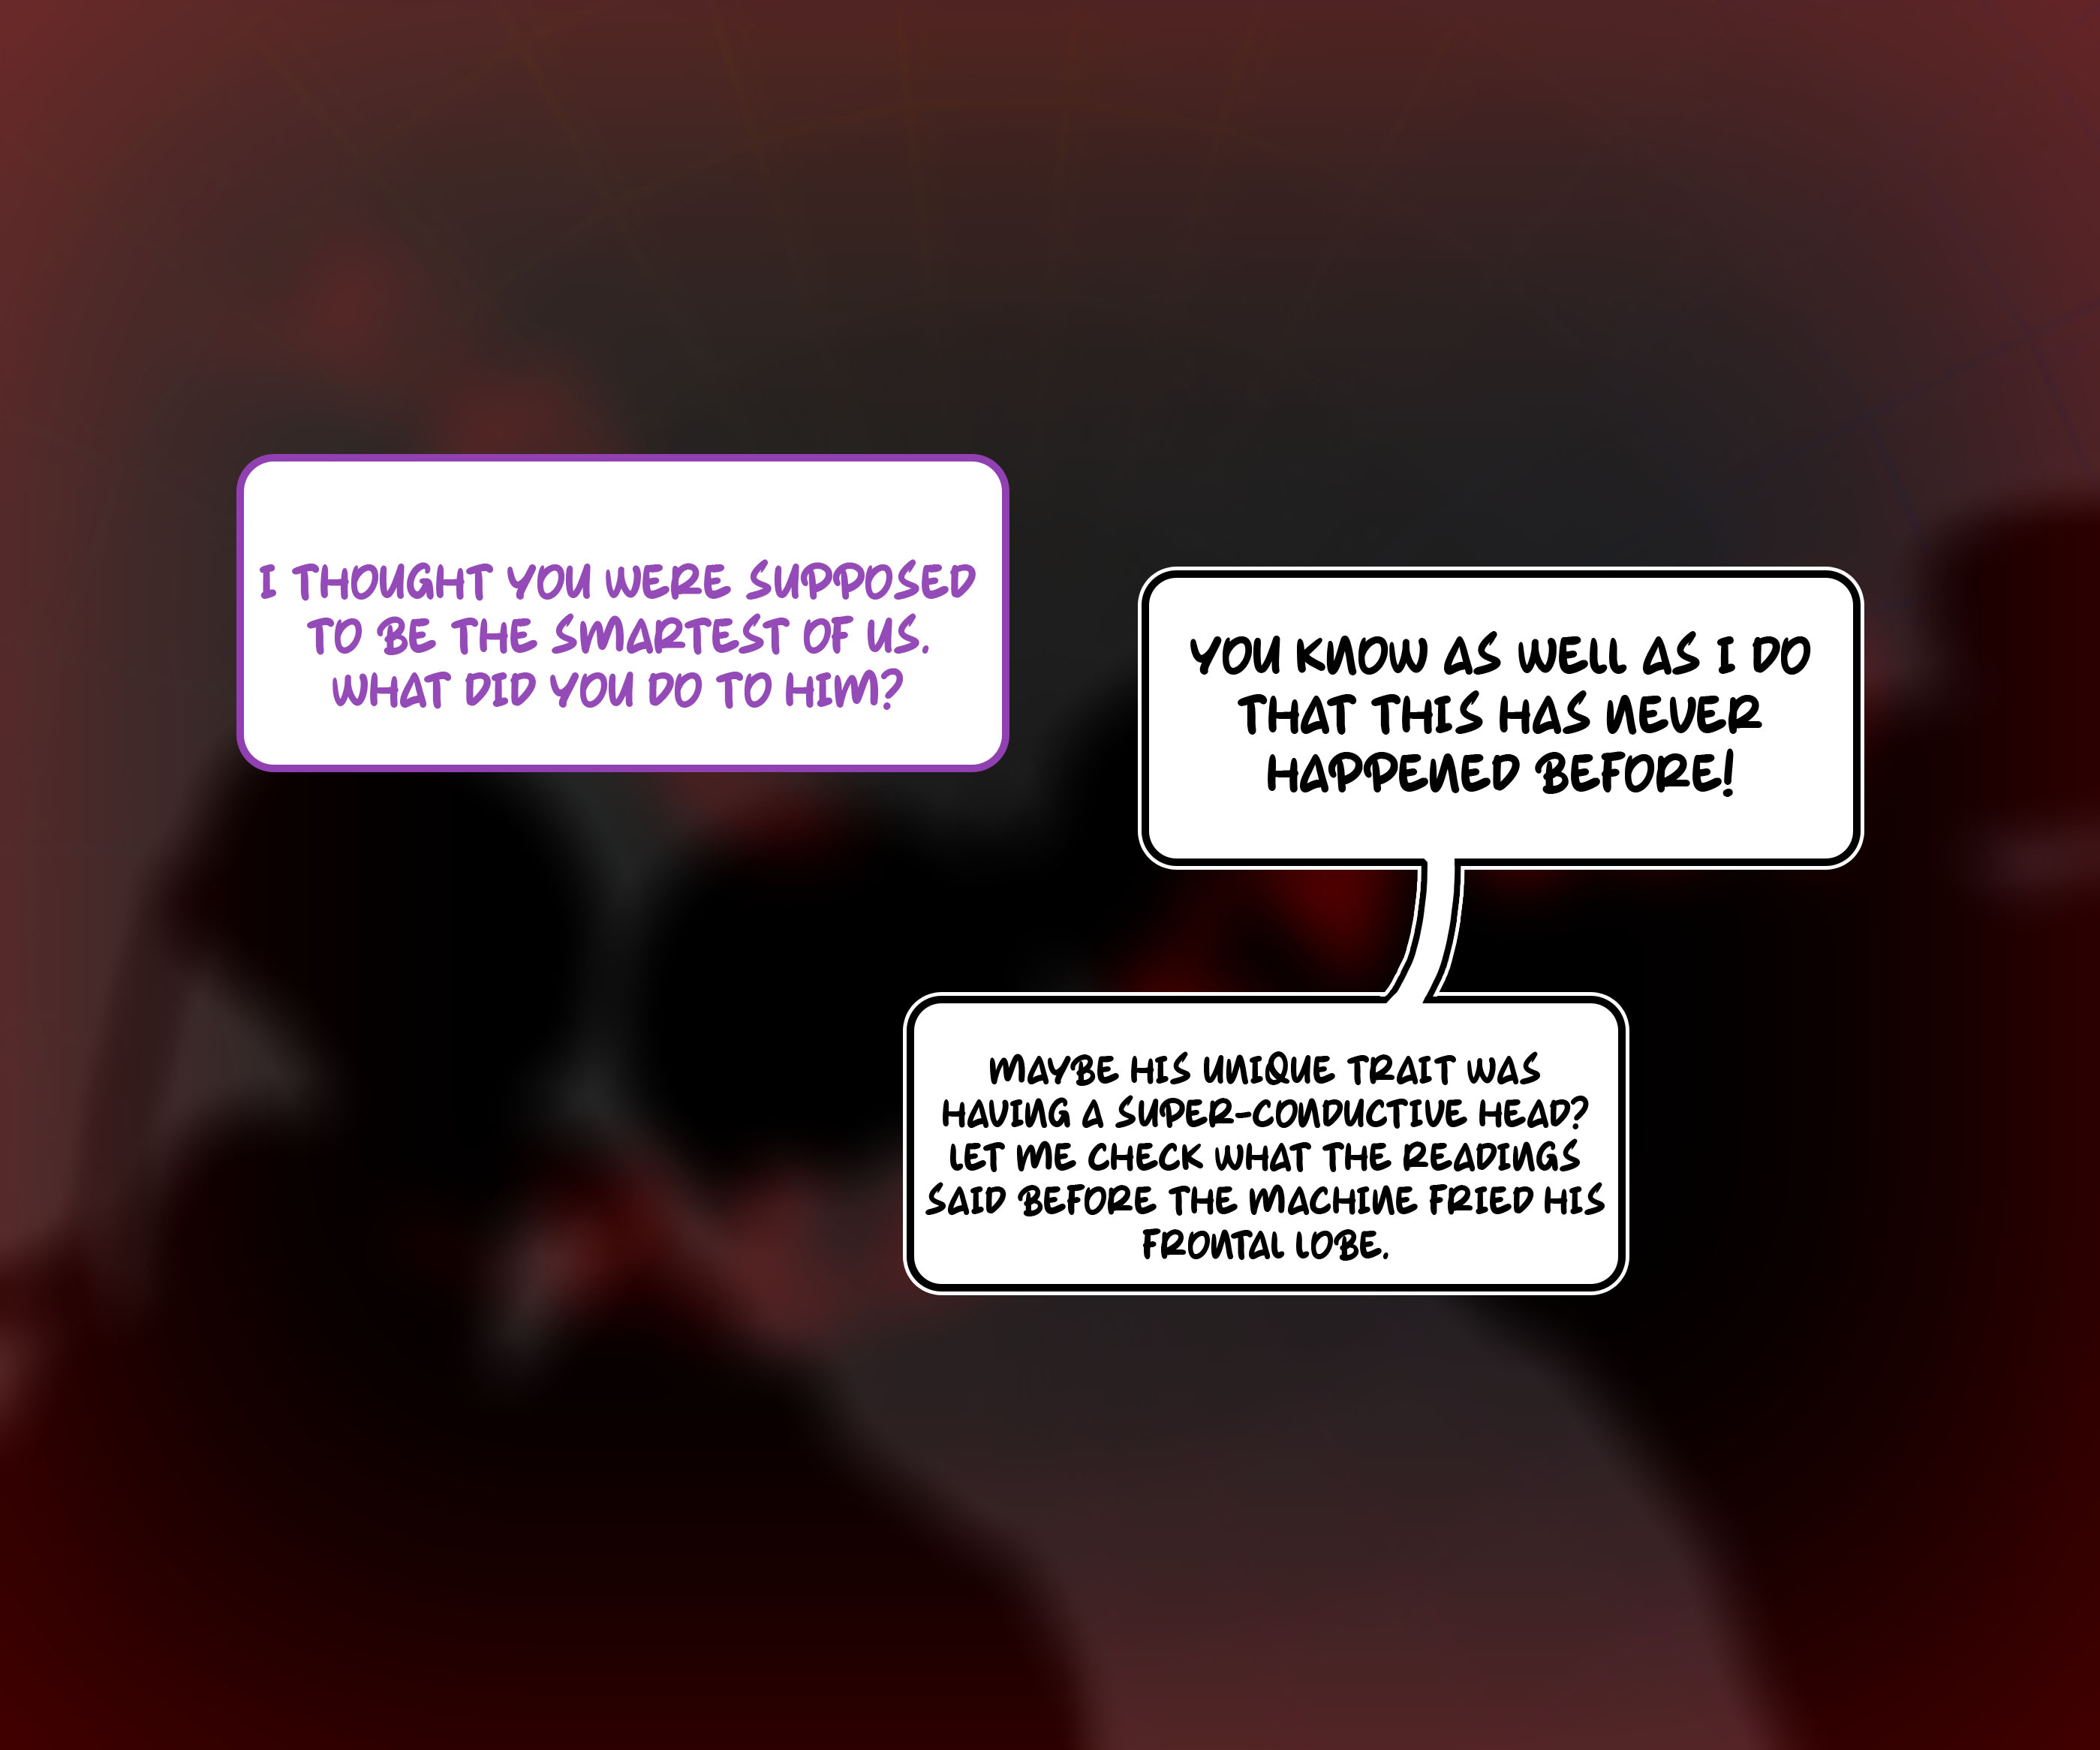 I THOUGHT YOU WERE SUPPOSED
TO BE THE SMARTEST OF US.
WHAT DID YOU DO TO HIM?
YOU KNOW AS WELL AS I DO
THAT THIS HAS NEVER
HAPPENED BEFORE!
MAYBE HIS UNIQUE TRAIT WAS
HAVING A SUPER-CONDUCTIVE HEAD?
LET ME CHECK WHAT THE READINGS
SAID BEFORE THE MACHINE FRIED HIS
FRONTAL LOBE.